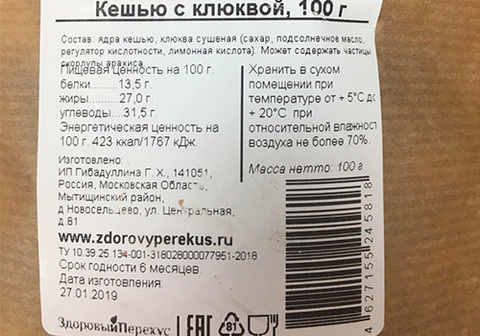 Кешью с клюквой, 100 г
Состав: ядра кешью, клюква сушеная (сахар, подсолнечное масло,
регулятор кислотности, лимонная кислота). Может содержать частицы
скорлупы арахиса.
Пищевая ценность на 100 г.
белки.........13,5 г.
жиры..........27,0 г.
углеводы....31,5 г.
Энергетическая ценность на
100 г. 423 ккал/1767 кДж.
Хранить в сухом
помещении при
температуре от + 5°С до
+ 20°С при
относительной влажност
воздуха не более 70%.
Масса нетто: 100 г
Изготовлено:
ИП Гибадуллина Г. Х., 141051,
Россия, Московская Область,
Мытищинский район,
д.Новосельцево, ул. Центральная,
д.81
www.zdorovyperekus.ru
ТУ 10.39.25 134-001-318028000077951-2018
Срок годности 6 месяцев
Дата изготовления:
27.01.2019
4627155245818
ЗдоровыйПерекус EAC 81